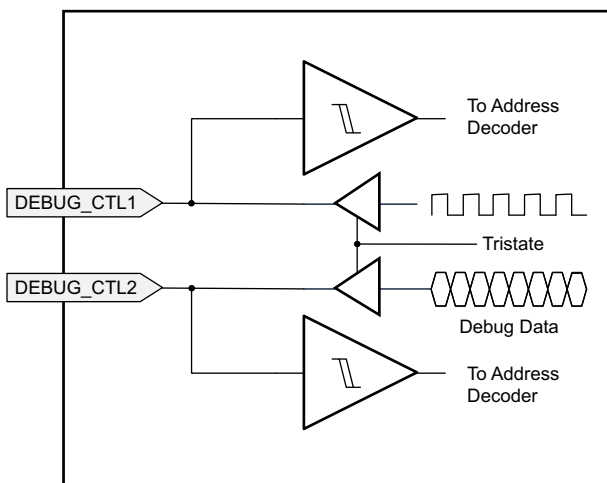 To Address
Decoder
DEBUG_CTL1
Tristate
DEBUG_CTL2
Debug Data
To Address
Decoder